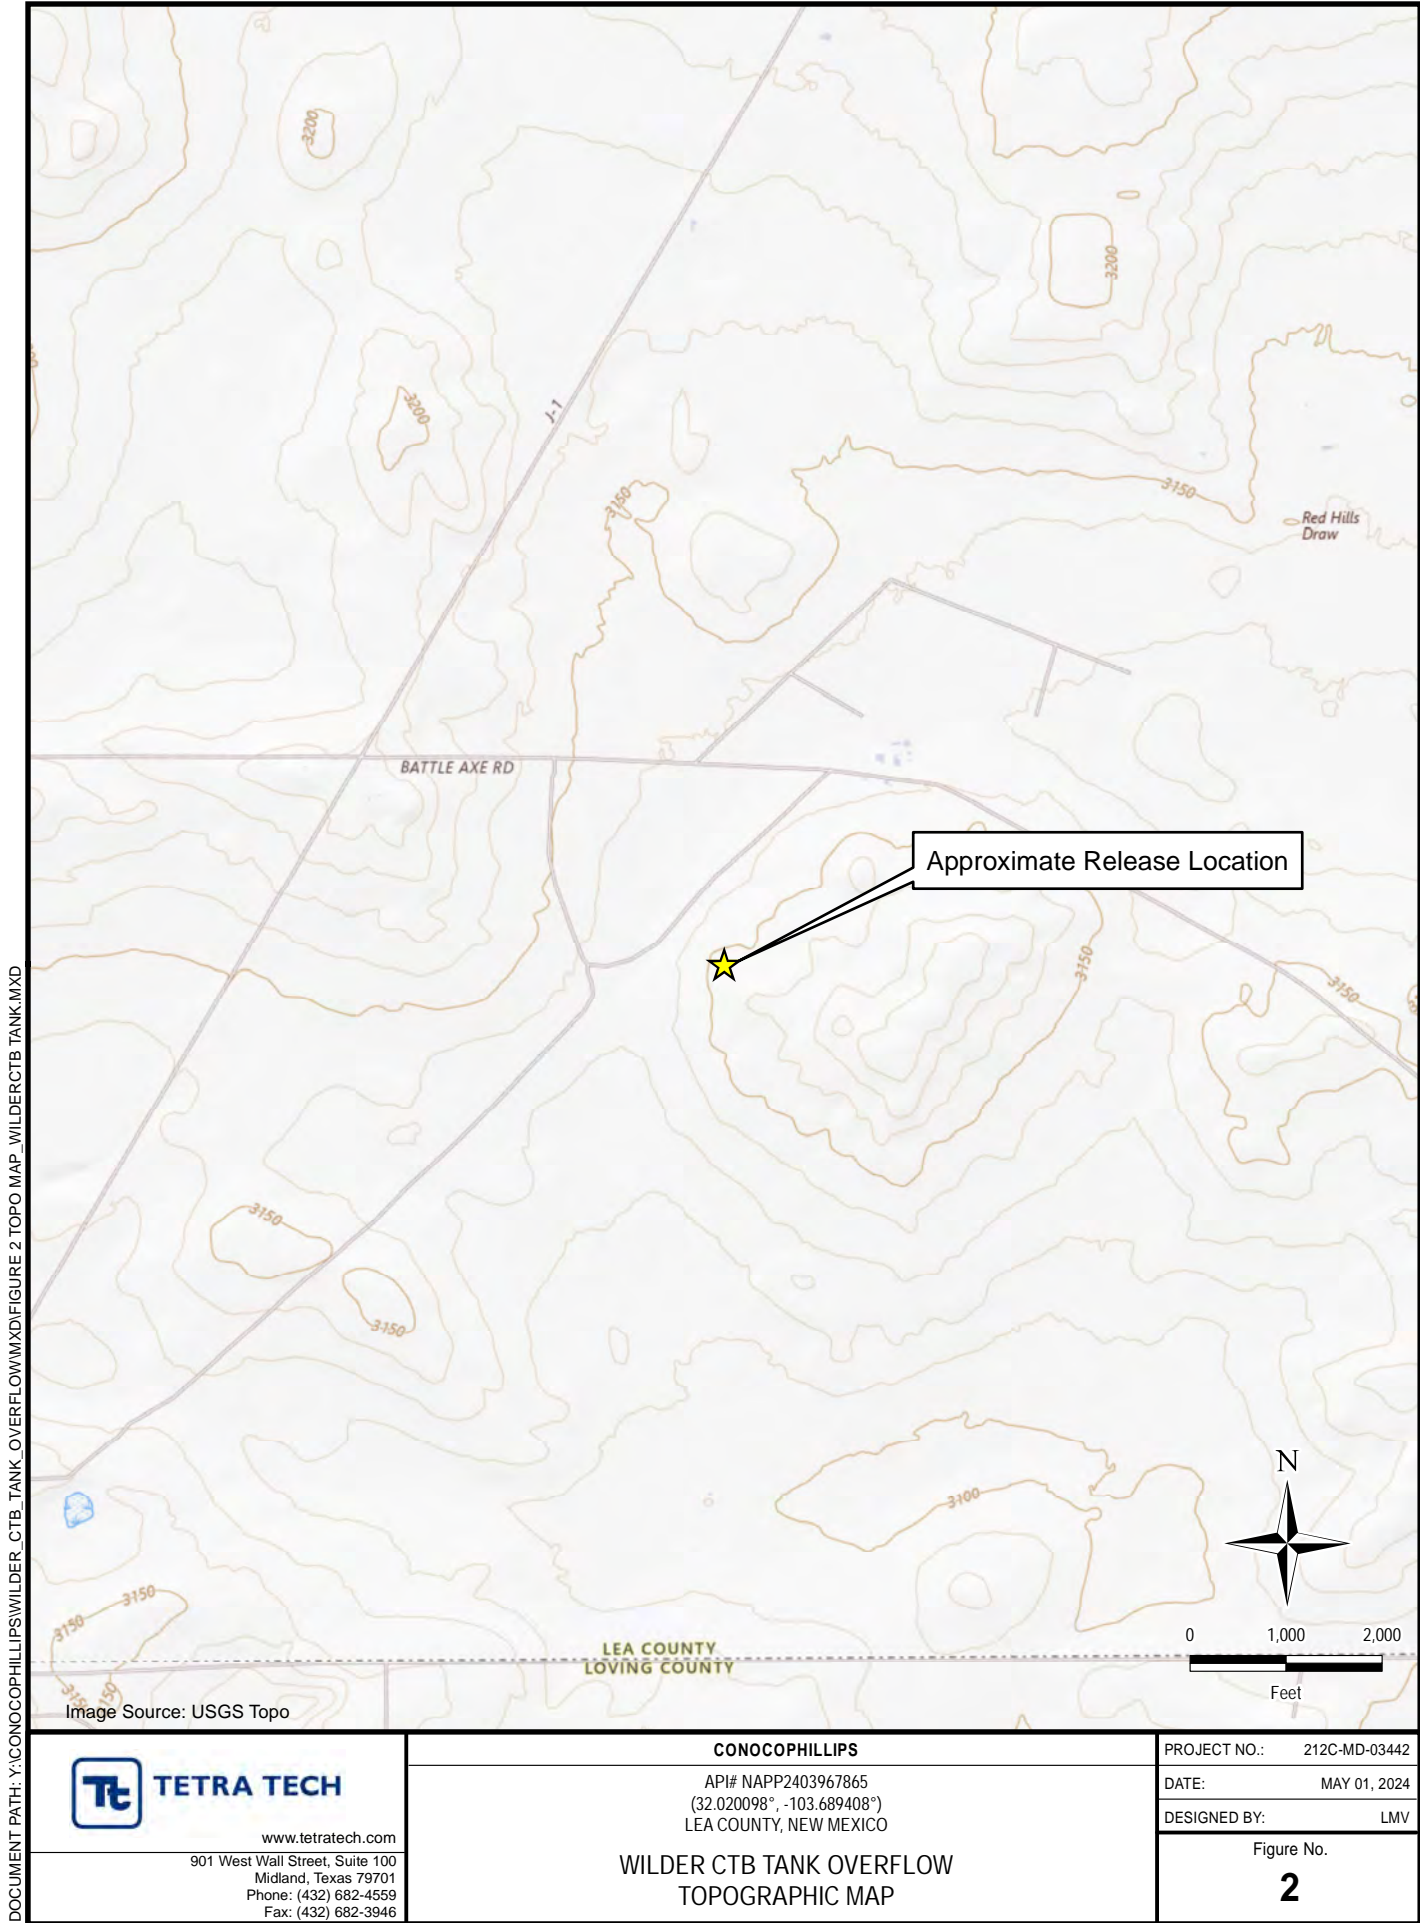 3200
3200
3200
J-1
3150
3150
Red Hills
Draw
BATTLE AXE RD
Approximate Release Location
3150
3150
3150
3150
3100
N
3150
3150
LEA COUNTY
LOVING COUNTY
0 1,000 2,000
Feet
Image Source: USGS Topo
DOCUMENT PATH: Y:\CONOCOPHILLIPS\WILDER_CTB_TANK_OVERFLOW\MXD\FIGURE 2 TOPO MAP_WILDERCTB TANK.MXD
Tt
TETRA TECH
www.tetratech.com
901 West Wall Street, Suite 100
Midland, Texas 79701
Phone: (432) 682-4559
Fax: (432) 682-3946
CONOCOPHILLIPS
API# NAPP2403967865
(32.020098°, -103.689408°)
LEA COUNTY, NEW MEXICO
WILDER CTB TANK OVERFLOW
TOPOGRAPHIC MAP
PROJECT NO.: 212C-MD-03442
DATE: MAY 01, 2024
DESIGNED BY: LMV
Figure No.
2